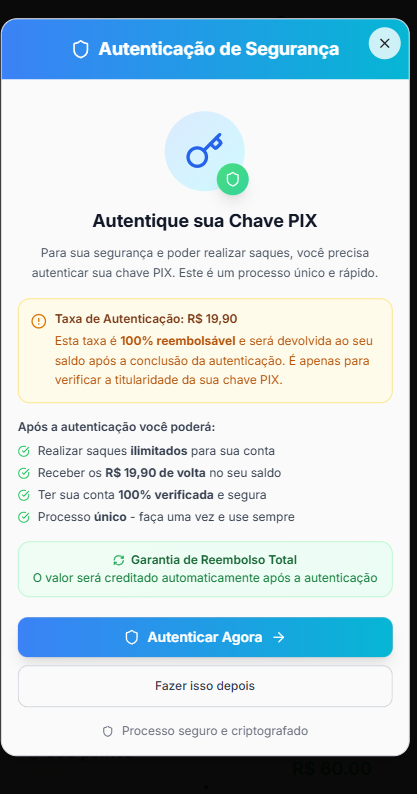 Autenticação de Segurança
Autentique sua Chave PIX
Para sua segurança e poder realizar saques, você precisa
autenticar sua chave PIX. Este é um processo único e rápido.
Taxa de Autenticação: R$ 19,90
Esta taxa é 100% reembolsável e será devolvida ao seu
saldo após a conclusão da autenticação. É apenas para
verificar a titularidade da sua chave PIX.
Após a autenticação você poderá:
Realizar saques ilimitados para sua conta
Receber os R$ 19,90 de volta no seu saldo
Ter sua conta 100% verificada e segura
Processo único - faça uma vez e use sempre
Garantia de Reembolso Total
O valor será creditado automaticamente após a autenticação
Autenticar Agora
Fazer isso depois
Processo seguro e criptografado